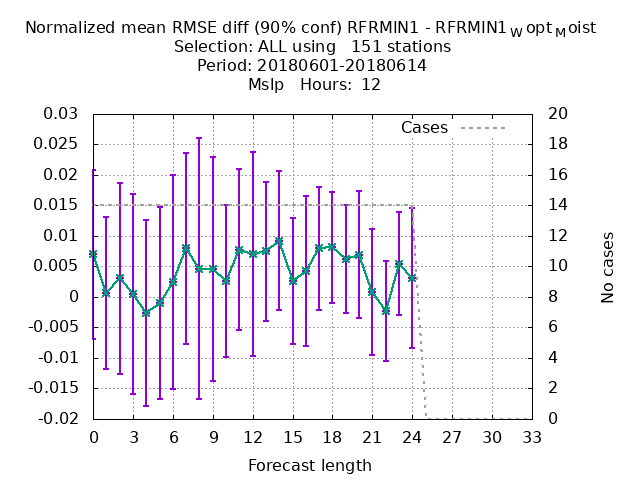 Normalized mean RMSE diff (90% conf) RFRMIN1 - RFRMIN1WoptMoist
Selection: ALL using 151 stations
Period: 20180601-20180614
Mslp Hours: 12
Cases
0.03
0.025
0.02
0.015
0.01
0.005
0
-0.005
-0.01
-0.015
-0.02
20
18
16
14
12
10
8
6
4
2
0
No cases
0 3 6 9 12 15 18 21 24 27 30 33
Forecast length